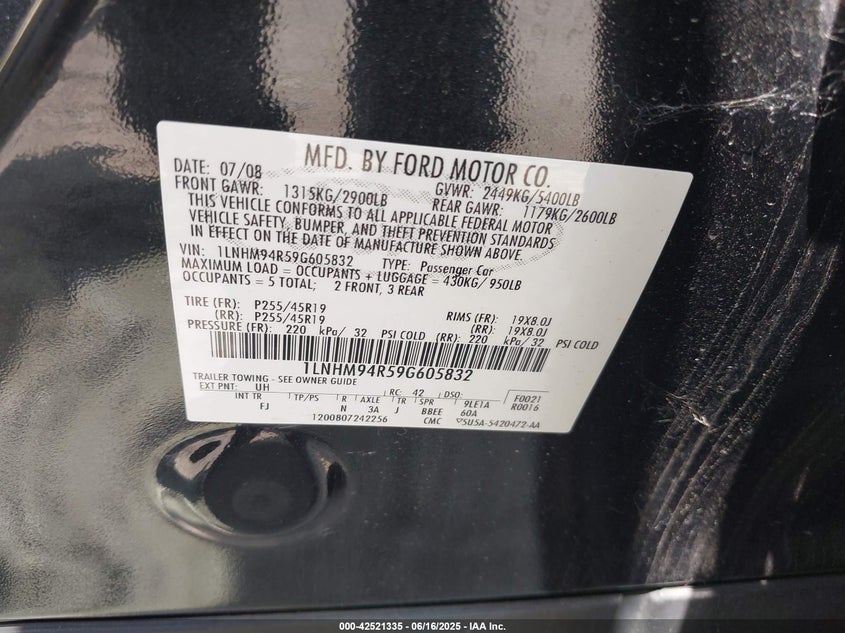 MFD. BY FORD MOTOR CO.
DATE: 07/08 GVWR: 2449KG/5400LB
FRONT GAWR: 1315KG/2900LB REAR GAWR: 1179KG/2600LB
THIS VEHICLE CONFORMS TO ALL APPLICABLE FEDERAL MOTOR
VEHICLE SAFETY, BUMPER, AND THEFT PREVENTION STANDARDS
IN EFFECT ON THE DATE OF MANUFACTURE SHOWN ABOVE
VIN: 1LNHM94R59G605832 TYPE: Passenger Car
MAXIMUM LOAD = OCCUPANTS + LUGGAGE = 430KG/950LB
OCCUPANTS = 5 TOTAL; 2 FRONT, 3 REAR
TIRE (FR): P255/45R19 RIMS (FR): 19X8.0J
(RR): P255/45R19 (RR): 19X8.0J
PRESSURE (FR): 220 kPa/ 32 PSI COLD (RR): 220 kPa/ 32 PSI COLD
1LNHM94R59G605832
TRAILER TOWING - SEE OWNER GUIDE
EXT PNT: UH RC: 42 DSO: F0021
INT TR TP/PS R AXLE TR SPR 9LE1A R0016
FJ N 3A J BBEE 60A
1200807242256 CMC 5U5A-5420472-AA
000-42521335 - 06/16/2025 - IAA Inc.